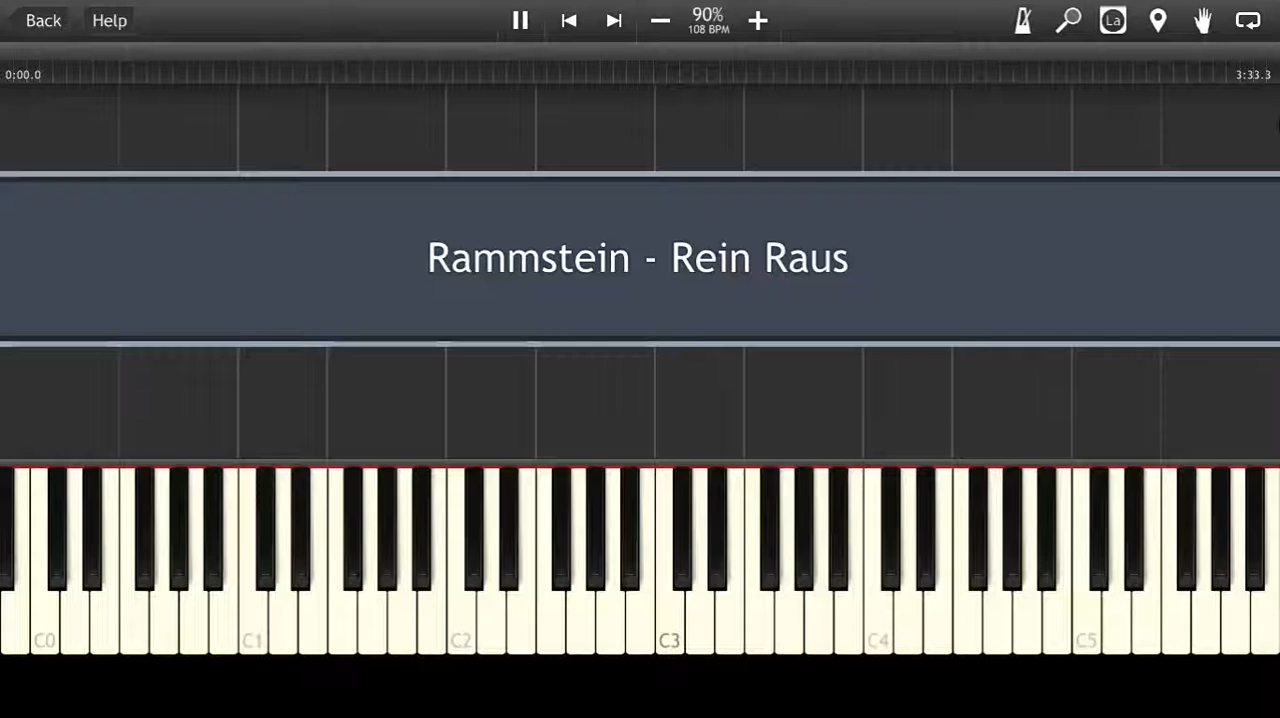 Back Help 90%
108 BPM
La
0:00.0 3:33.3
Rammstein - Rein Raus
C0 C1 C2 C3 C4 C5